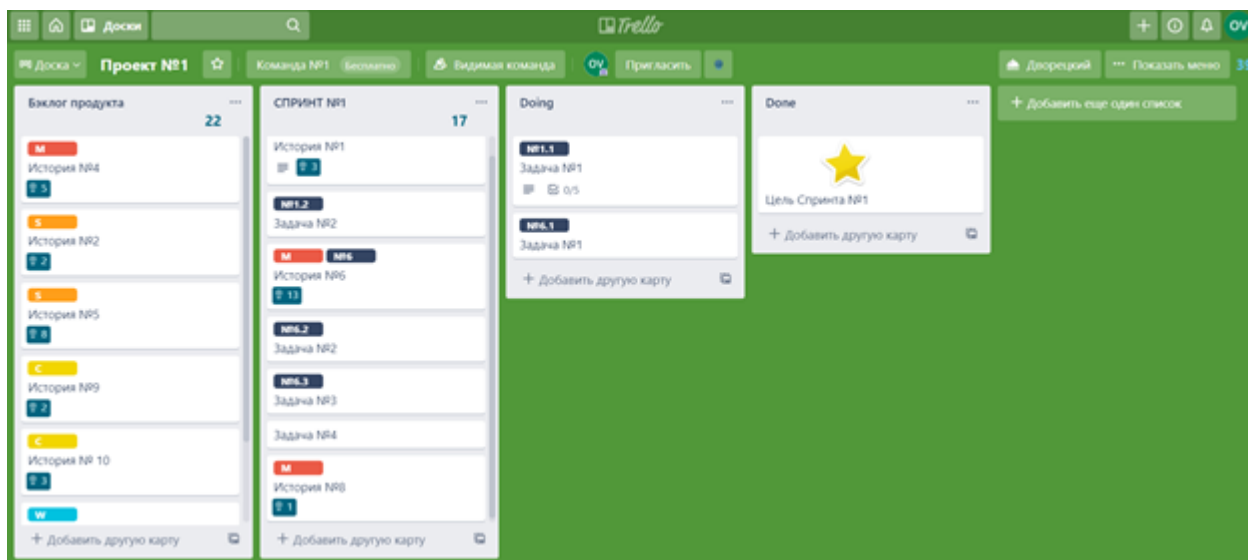 Доски
Trello
OV
Доска
Проект №1
Команда №1
Бесплатно
Видимая команда
OV
Пригласить
Дворецкий
Показать меню
39
Бэклог продукта
22
M
История №4
5
S
История №2
2
S
История №5
8
C
История №9
2
C
История № 10
3
W
+ Добавить другую карту
СПРИНТ №1
17
История №1
3
№1.2
Задача №2
M №6
История №6
13
№6.2
Задача №2
№6.3
Задача №3
Задача №4
M
История №8
1
+ Добавить другую карту
Doing
№1.1
Задача №1
0/5
№6.1
Задача №1
+ Добавить другую карту
Done
Цель Спринта №1
+ Добавить другую карту
+ Добавить еще один список